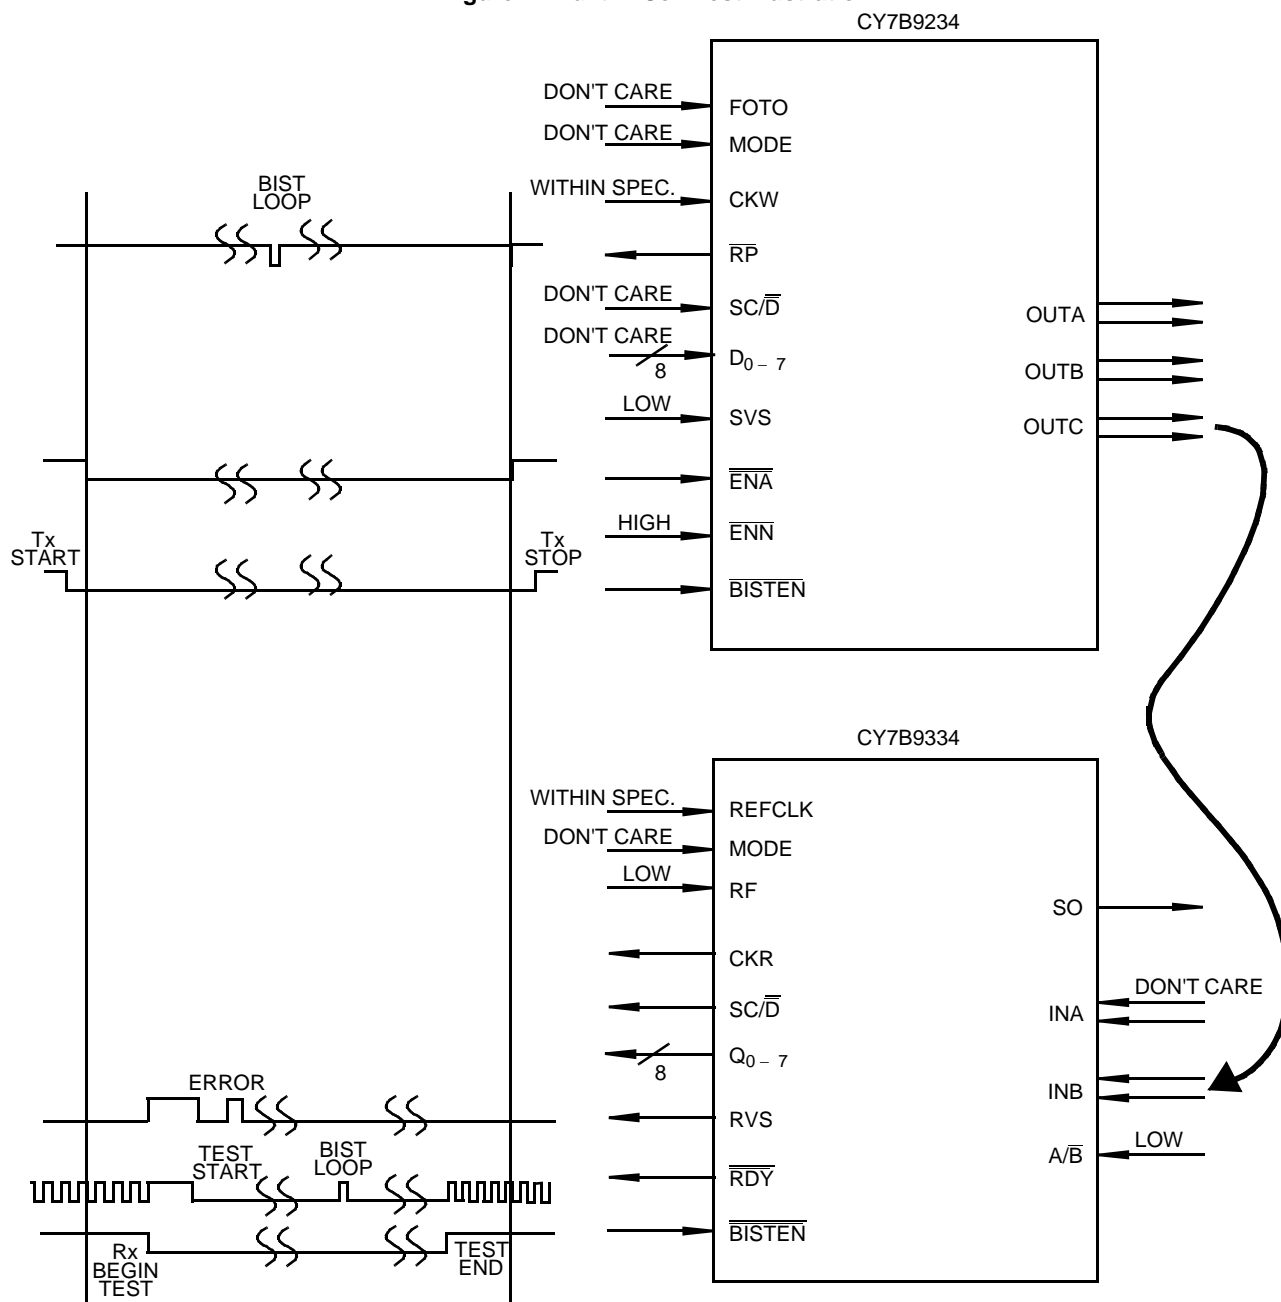 CY7B9234
DON'T CARE
FOTO
DON'T CARE
MODE
BIST
LOOP
WITHIN SPEC.
CKW
RP
DON'T CARE
SC/D
OUTA
DON'T CARE
8
D0 – 7
OUTB
LOW
SVS
OUTC
ENA
Tx
START
Tx
STOP
HIGH
ENN
BISTEN
CY7B9334
WITHIN SPEC.
REFCLK
DON'T CARE
MODE
LOW
RF
SO
CKR
SC/D
DON'T CARE
INA
8
Q0 – 7
ERROR
INB
RVS
TEST
START
BIST
LOOP
LOW
A/B
RDY
BISTEN
Rx
BEGIN
TEST
TEST
END